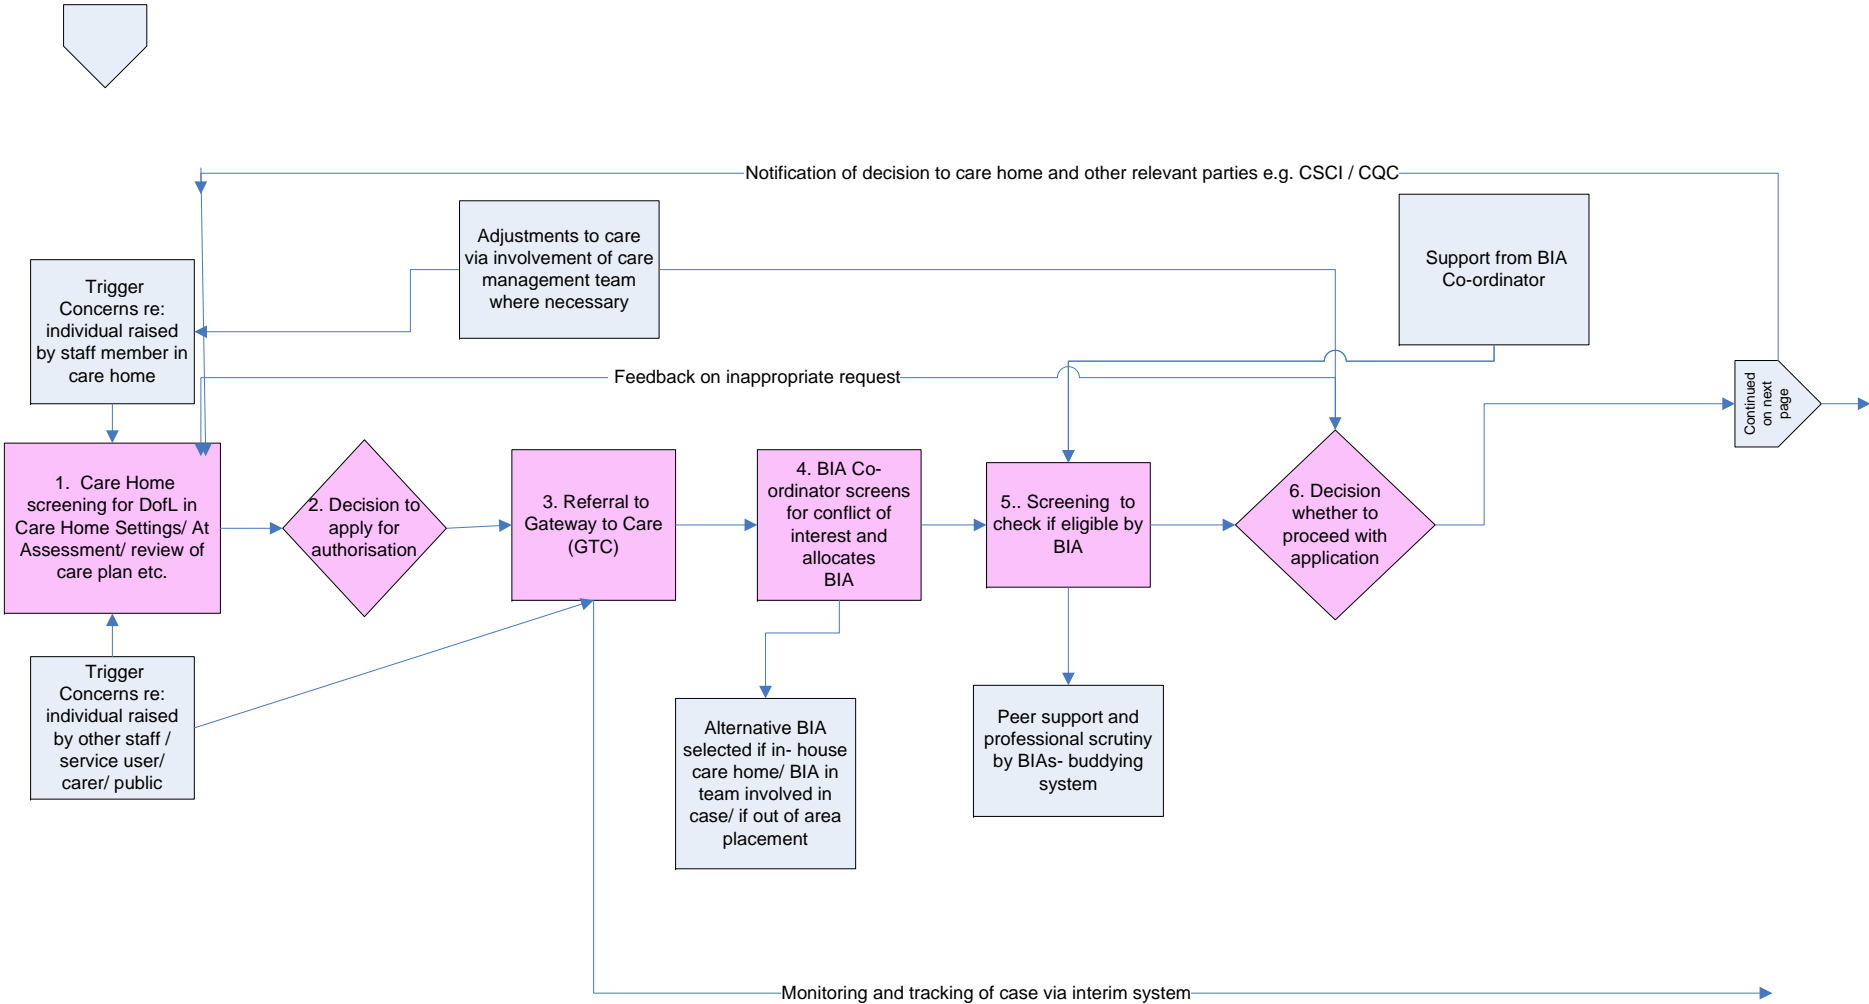 Notification of decision to care home and other relevant parties e.g. CSCI / CQC
Adjustments to care
via involvement of care
management team
where necessary
Support from BIA
Co-ordinator
Trigger
Concerns re:
individual raised
by staff member in
care home
Feedback on inappropriate request
Continued
on next
page
1.  Care Home
screening for DofL in
Care Home Settings/ At
Assessment/ review of
care plan etc.
2. Decision to
apply for
authorisation
3. Referral to
Gateway to Care
(GTC)
4. BIA Co-
ordinator screens
for conflict of
interest and
allocates
BIA
5.. Screening  to
check if eligible by
BIA
6. Decision
whether to
proceed with
application
Trigger
Concerns re:
individual raised
by other staff /
service user/
carer/ public
Alternative BIA
selected if in- house
care home/ BIA in
team involved in
case/ if out of area
placement
Peer support and
professional scrutiny
by BIAs- buddying
system
Monitoring and tracking of case via interim system